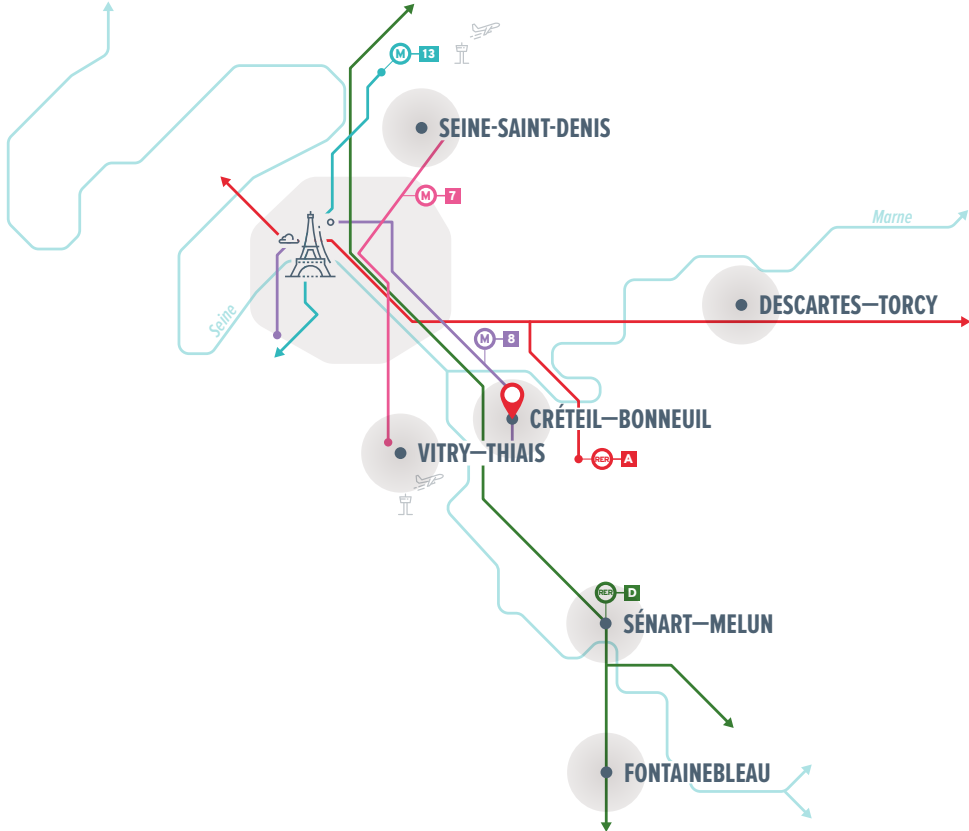 M 13
SEINE-SAINT-DENIS
M 7
Marne
DESCARTES—TORCY
Seine
M 8
CRÉTEIL—BONNEUIL
VITRY—THIAIS
RER A
RER D
SÉNART—MELUN
FONTAINEBLEAU